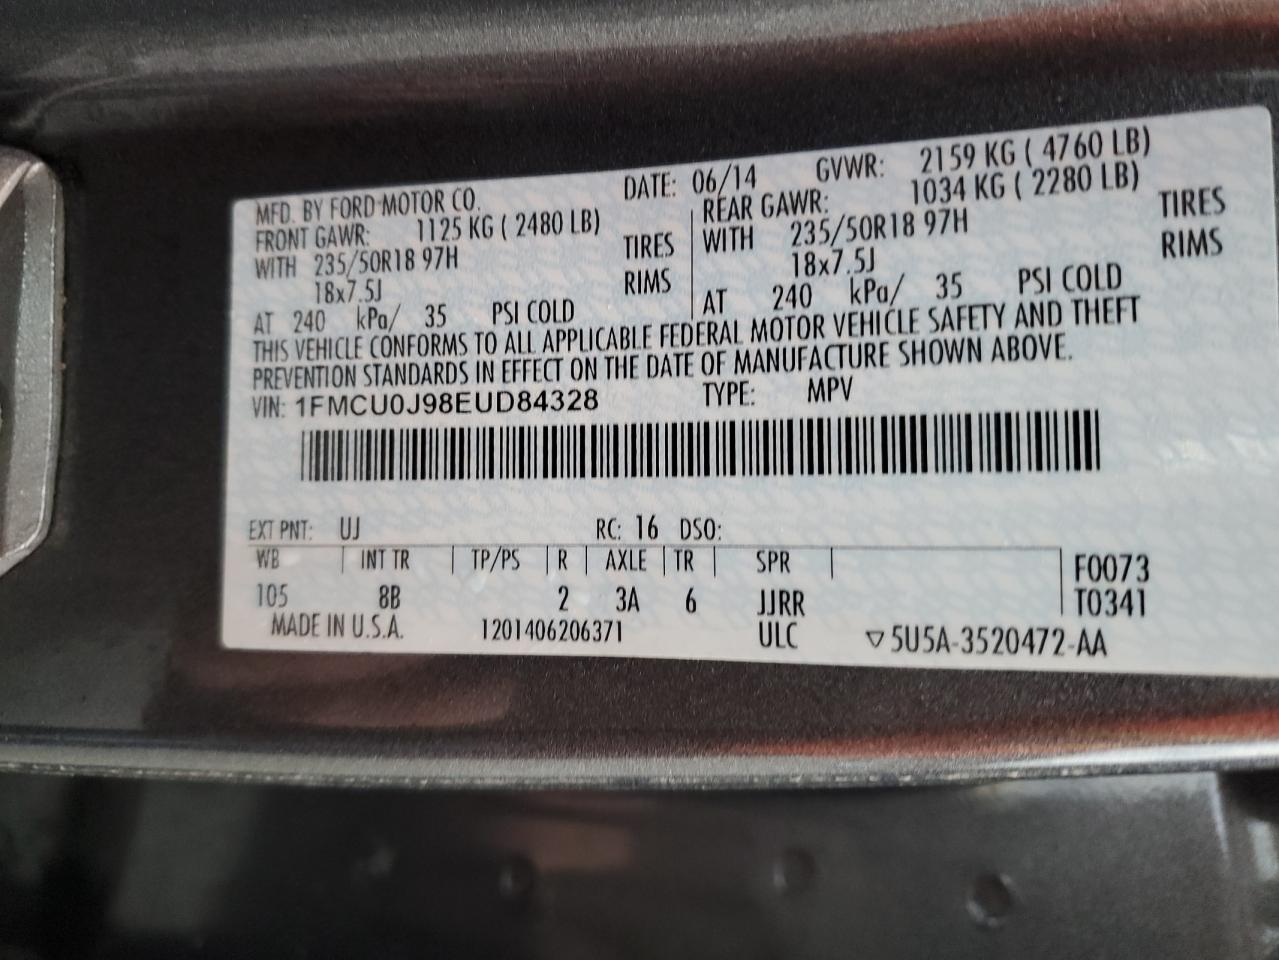 MFD. BY FORD MOTOR CO. DATE: 06/14 GVWR: 2159 KG ( 4760 LB)
FRONT GAWR: 1125 KG ( 2480 LB) REAR GAWR: 1034 KG ( 2280 LB)
WITH 235/50R18 97H TIRES WITH 235/50R18 97H TIRES
18x7.5J RIMS 18x7.5J RIMS
AT 240 kPa/ 35 PSI COLD AT 240 kPa/ 35 PSI COLD
THIS VEHICLE CONFORMS TO ALL APPLICABLE FEDERAL MOTOR VEHICLE SAFETY AND THEFT
PREVENTION STANDARDS IN EFFECT ON THE DATE OF MANUFACTURE SHOWN ABOVE.
VIN: 1FMCU0J98EUD84328 TYPE: MPV
EXT PNT: UJ RC: 16 DSO:
WB INT TR TP/PS R AXLE TR SPR F0073
105 8B 2 3A 6 JJRR T0341
MADE IN U.S.A. 1201406206371 ULC ▽5U5A-3520472-AA